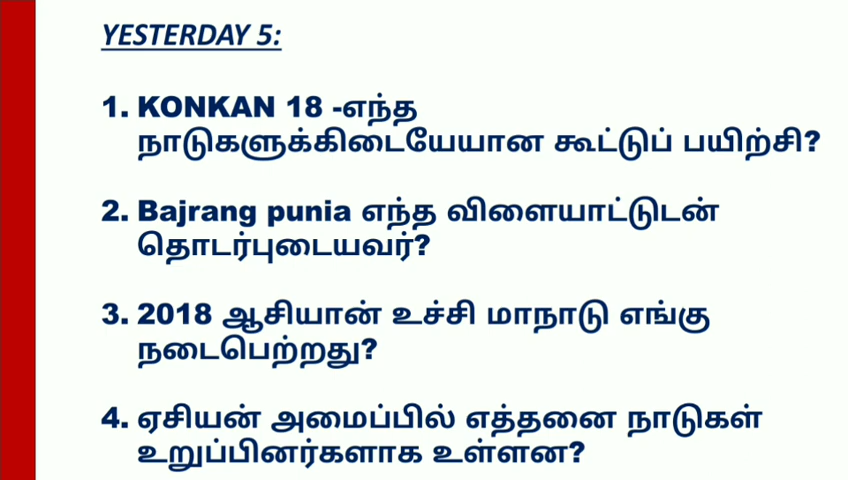 YESTERDAY 5:
1. KONKAN 18 -எந்த
நாடுகளுக்கிடையேயான கூட்டுப் பயிற்சி?
2. Bajrang punia எந்த விளையாட்டுடன்
தொடர்புடையவர்?
3. 2018 ஆசியான் உச்சி மாநாடு எங்கு
நடைபெற்றது?
4. ஏசியன் அமைப்பில் எத்தனை நாடுகள்
உறுப்பினர்களாக உள்ளன?